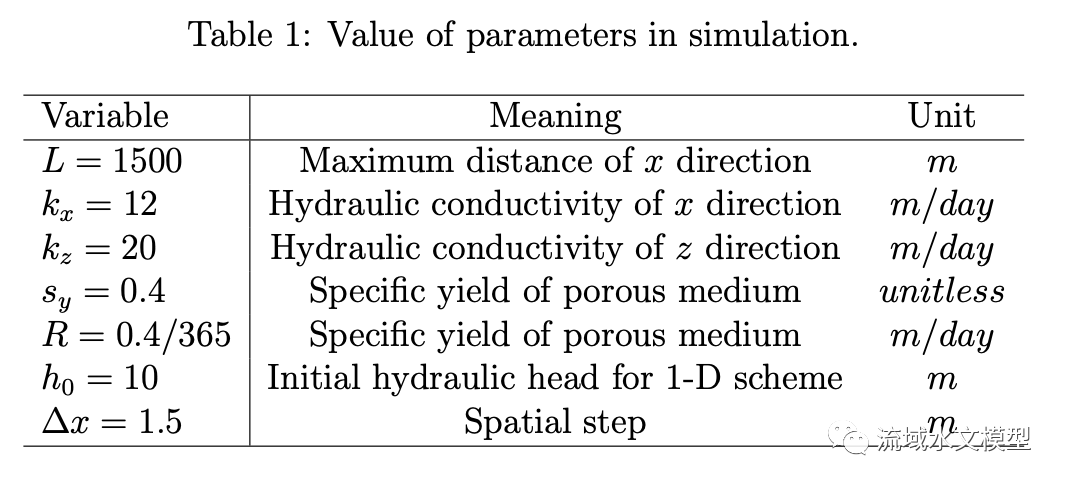 Table 1: Value of parameters in simulation.
Variable Meaning Unit
L = 1500 Maximum distance of x direction m
kₓ = 12 Hydraulic conductivity of x direction m/day
k_z = 20 Hydraulic conductivity of z direction m/day
s_y = 0.4 Specific yield of porous medium unitless
R = 0.4/365 Specific yield of porous medium m/day
h₀ = 10 Initial hydraulic head for 1-D scheme m
Δx = 1.5 Spatial step m
流域水文模型